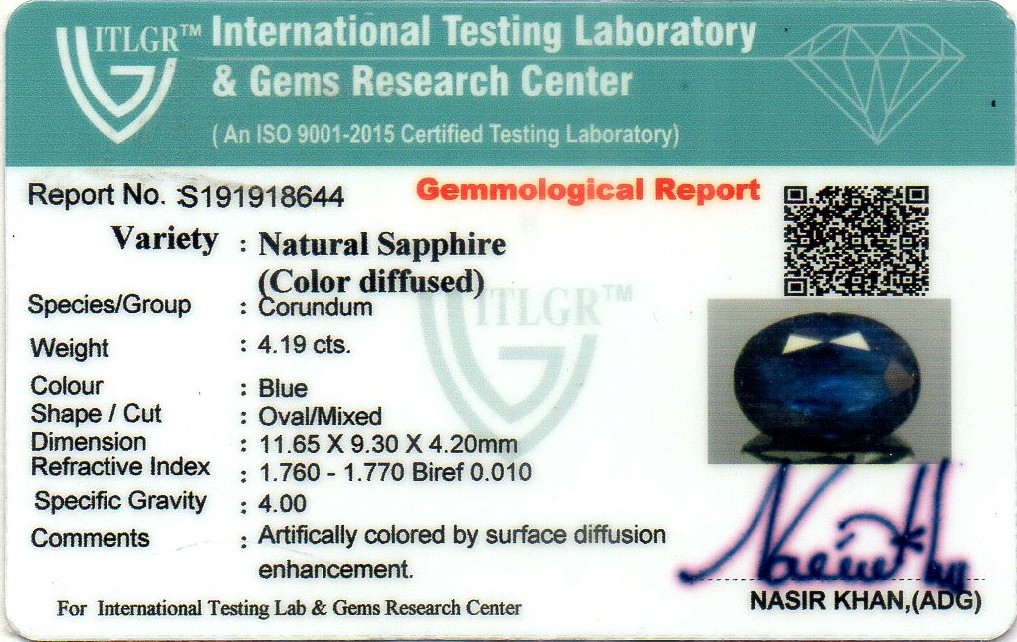 ITLGR™ International Testing Laboratory
& Gems Research Center
( An ISO 9001-2015 Certified Testing Laboratory)
Report No. S191918644 Gemmological Report
Variety : Natural Sapphire
(Color diffused)
Species/Group : Corundum
ITLGR™
Weight : 4.19 cts.
Colour : Blue
Shape / Cut : Oval/Mixed
Dimension : 11.65 X 9.30 X 4.20mm
Refractive Index : 1.760 - 1.770 Biref 0.010
Specific Gravity : 4.00
Comments : Artifically colored by surface diffusion
enhancement.
For International Testing Lab & Gems Research Center
NASIR KHAN,(ADG)